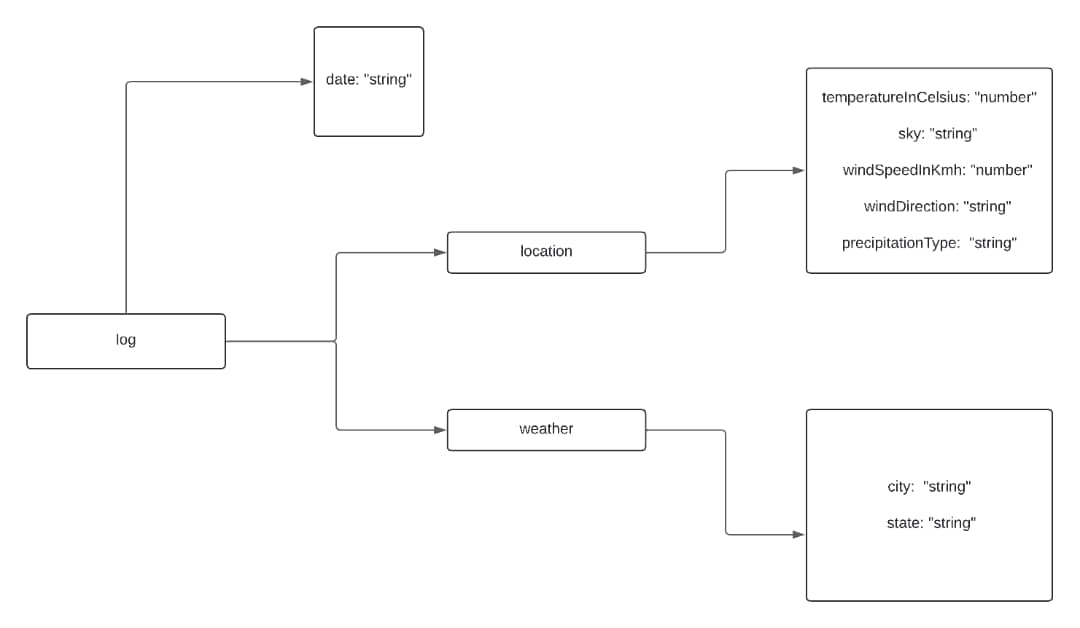 date: "string"
temperatureInCelsius: "number"
sky: "string"
windSpeedInKmh: "number"
windDirection: "string"
precipitationType:  "string"
location
log
weather
city:  "string"
state: "string"